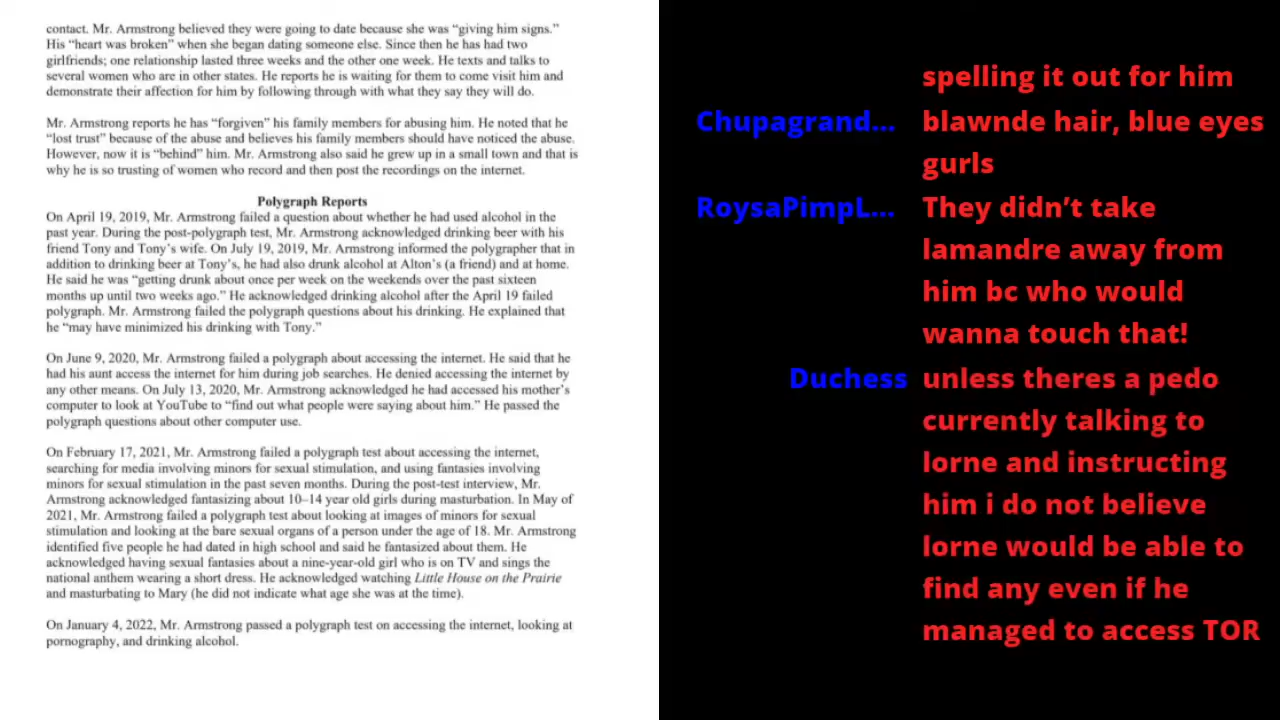 contact. Mr. Armstrong believed they were going to date because she was “giving him signs.”
His “heart was broken” when she began dating someone else. Since then he has had two
girlfriends; one relationship lasted three weeks and the other one week. He texts and talks to
several women who are in other states. He reports he is waiting for them to come visit him and
demonstrate their affection for him by following through with what they say they will do.
Mr. Armstrong reports he has “forgiven” his family members for abusing him. He noted that he
“lost trust” because of the abuse and believes his family members should have noticed the abuse.
However, now it is “behind” him. Mr. Armstrong also said he grew up in a small town and that is
why he is so trusting of women who record and then post the recordings on the internet.
Polygraph Reports
On April 19, 2019, Mr. Armstrong failed a question about whether he had used alcohol in the
past year. During the post-polygraph test, Mr. Armstrong acknowledged drinking beer with his
friend Tony and Tony’s wife. On July 19, 2019, Mr. Armstrong informed the polygrapher that in
addition to drinking beer at Tony’s, he had also drunk alcohol at Alton’s (a friend) and at home.
He said he was “getting drunk about once per week on the weekends over the past sixteen
months up until two weeks ago.” He acknowledged drinking alcohol after the April 19 failed
polygraph. Mr. Armstrong failed the polygraph questions about his drinking. He explained that
he “may have minimized his drinking with Tony.”
On June 9, 2020, Mr. Armstrong failed a polygraph about accessing the internet. He said that he
had his aunt access the internet for him during job searches. He denied accessing the internet by
any other means. On July 13, 2020, Mr. Armstrong acknowledged he had accessed his mother’s
computer to look at YouTube to “find out what people were saying about him.” He passed the
polygraph questions about other computer use.
On February 17, 2021, Mr. Armstrong failed a polygraph test about accessing the internet,
searching for media involving minors for sexual stimulation, and using fantasies involving
minors for sexual stimulation in the past seven months. During the post-test interview, Mr.
Armstrong acknowledged fantasizing about 10–14 year old girls during masturbation. In May of
2021, Mr. Armstrong failed a polygraph test about looking at images of minors for sexual
stimulation and looking at the bare sexual organs of a person under the age of 18. Mr. Armstrong
identified five people he had dated in high school and said he fantasized about them. He
acknowledged having sexual fantasies about a nine-year-old girl who is on TV and sings the
national anthem wearing a short dress. He acknowledged watching Little House on the Prairie
and masturbating to Mary (he did not indicate what age she was at the time).
On January 4, 2022, Mr. Armstrong passed a polygraph test on accessing the internet, looking at
pornography, and drinking alcohol.
spelling it out for him
Chupagrand... blawnde hair, blue eyes
gurls
RoysaPimpL... They didn’t take
lamandre away from
him bc who would
wanna touch that!
Duchess unless theres a pedo
currently talking to
lorne and instructing
him i do not believe
lorne would be able to
find any even if he
managed to access TOR